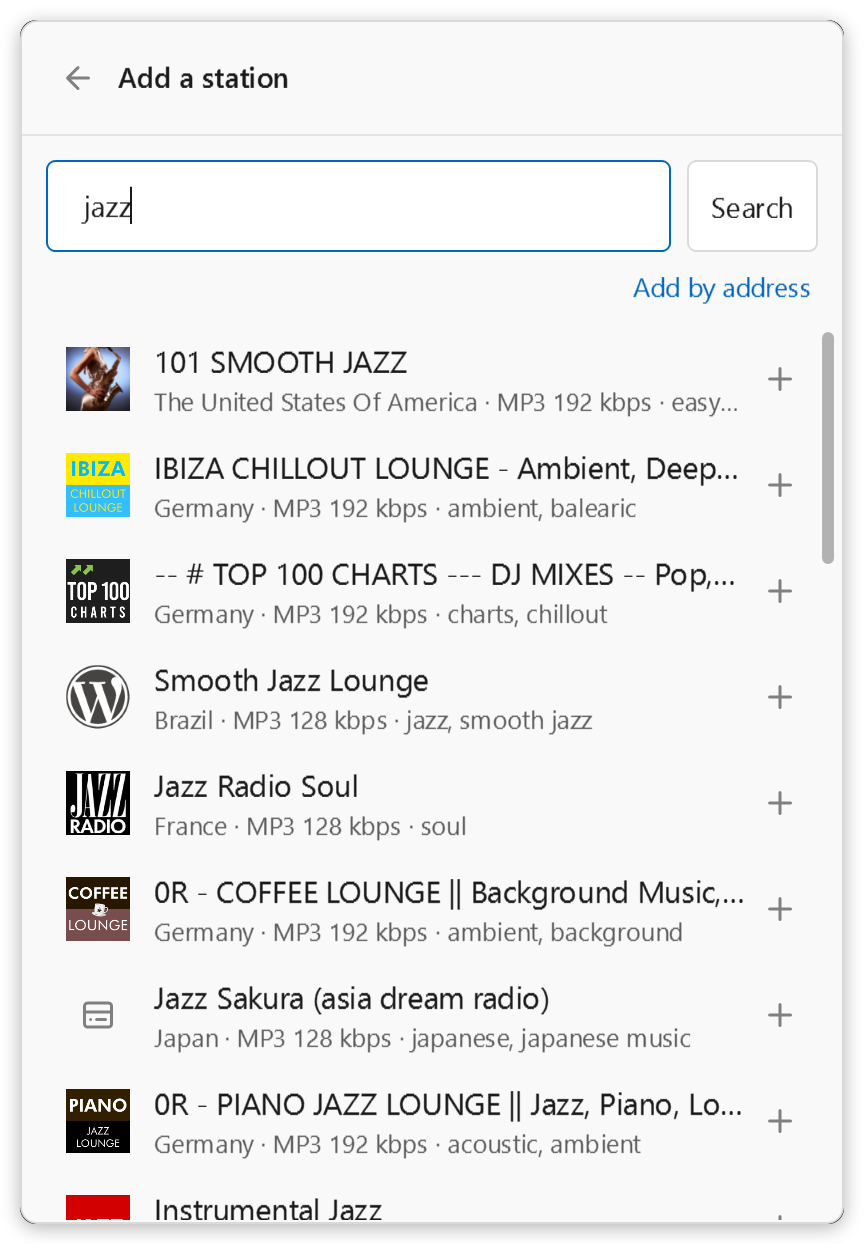 Add a station
jazz
Search
Add by address
101 SMOOTH JAZZ
The United States Of America · MP3 192 kbps · easy...
IBIZA
CHILLOUT
LOUNGE
IBIZA CHILLOUT LOUNGE - Ambient, Deep...
Germany · MP3 192 kbps · ambient, balearic
TOP 100
CHARTS
-- # TOP 100 CHARTS --- DJ MIXES -- Pop,...
Germany · MP3 192 kbps · charts, chillout
W
Smooth Jazz Lounge
Brazil · MP3 128 kbps · jazz, smooth jazz
JAZZ
RADIO
Jazz Radio Soul
France · MP3 128 kbps · soul
COFFEE
LOUNGE
0R - COFFEE LOUNGE || Background Music,...
Germany · MP3 192 kbps · ambient, background
Jazz Sakura (asia dream radio)
Japan · MP3 128 kbps · japanese, japanese music
PIANO
JAZZ
LOUNGE
0R - PIANO JAZZ LOUNGE || Jazz, Piano, Lo...
Germany · MP3 192 kbps · acoustic, ambient
Instrumental Jazz